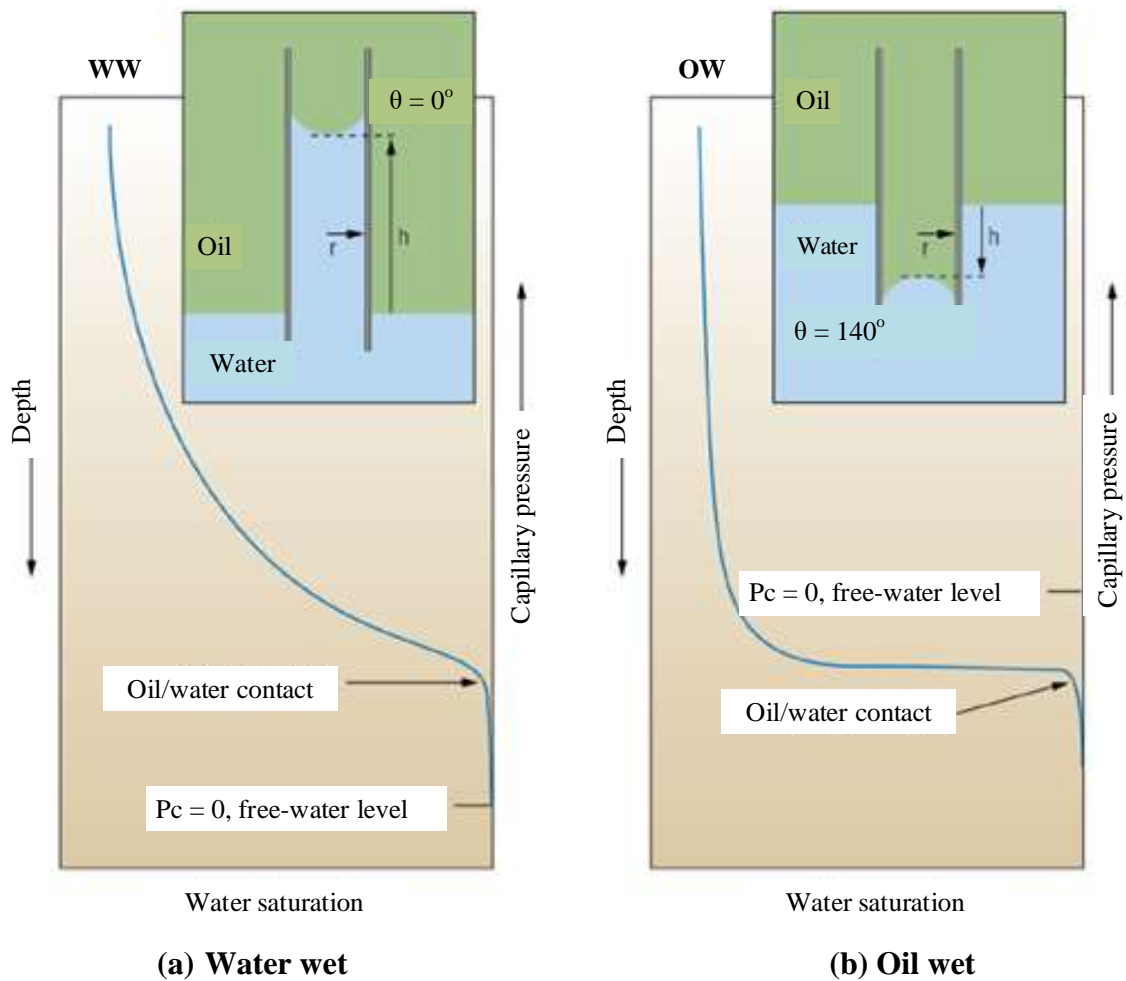 WW
θ = 0°
Oil
r
h
Water
Depth
Capillary pressure
Oil/water contact
Pc = 0, free-water level
Water saturation
(a) Water wet
OW
Oil
Water
r
h
θ = 140°
Depth
Capillary pressure
Pc = 0, free-water level
Oil/water contact
Water saturation
(b) Oil wet